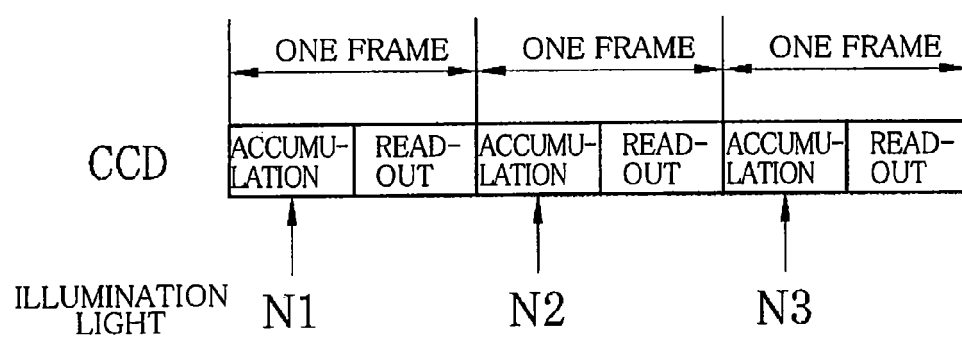 ONE FRAME ONE FRAME ONE FRAME
CCD
ACCUMU-
LATION
READ-
OUT
ACCUMU-
LATION
READ-
OUT
ACCUMU-
LATION
READ-
OUT
ILLUMINATION
LIGHT
N1 N2 N3